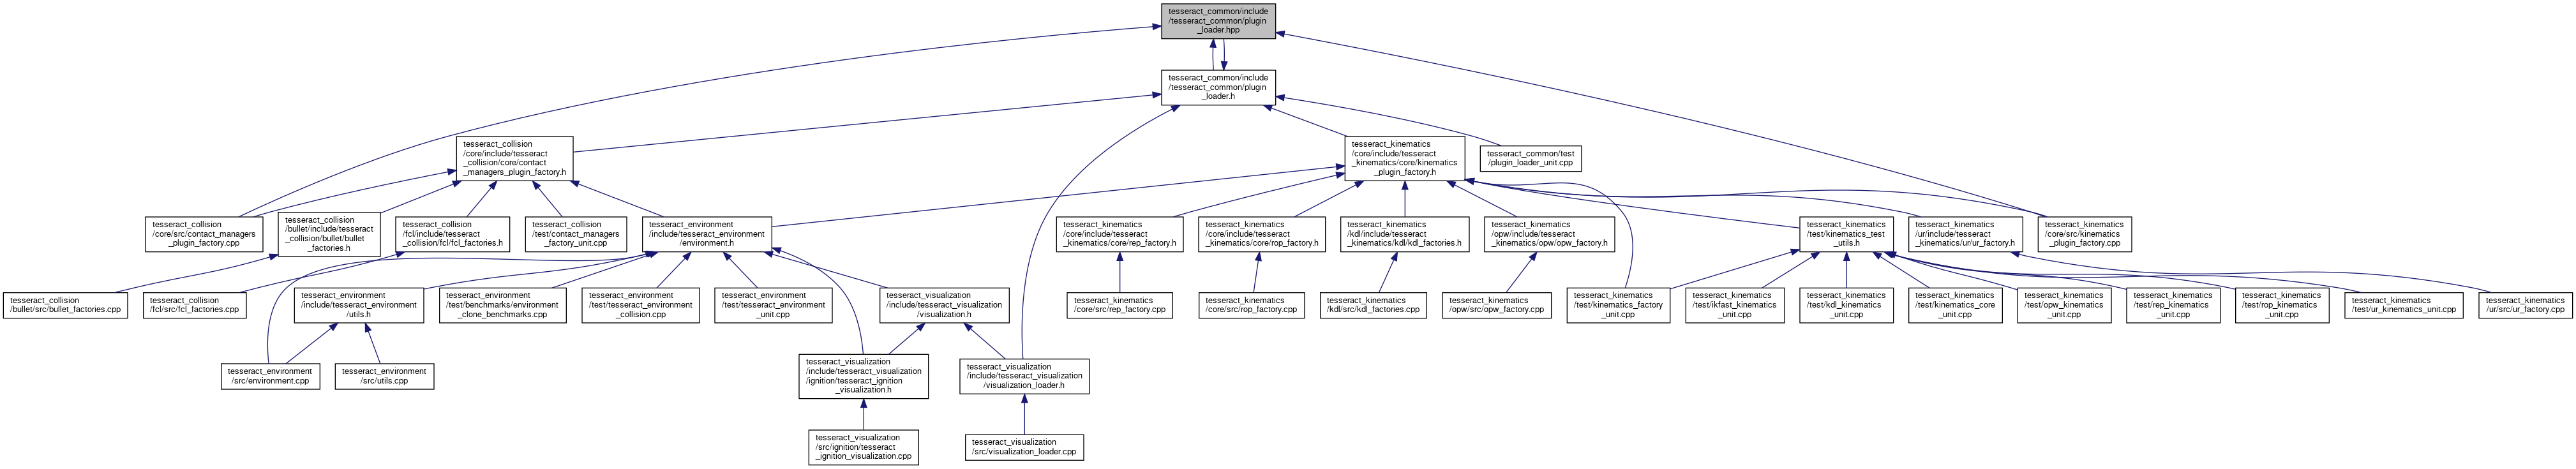 tesseract_common/include
/tesseract_common/plugin
_loader.hpp
tesseract_common/include
/tesseract_common/plugin
_loader.h
tesseract_collision
/core/include/tesseract
_collision/core/contact
_managers_plugin_factory.h
tesseract_kinematics
/core/include/tesseract
_kinematics/core/kinematics
_plugin_factory.h
tesseract_common/test
/plugin_loader_unit.cpp
tesseract_collision
/core/src/contact_managers
_plugin_factory.cpp
tesseract_collision
/bullet/include/tesseract
_collision/bullet/bullet
_factories.h
tesseract_collision
/fcl/include/tesseract
_collision/fcl/fcl_factories.h
tesseract_collision
/test/contact_managers
_factory_unit.cpp
tesseract_environment
/include/tesseract_environment
/environment.h
tesseract_kinematics
/core/include/tesseract
_kinematics/core/rep_factory.h
tesseract_kinematics
/core/include/tesseract
_kinematics/core/rop_factory.h
tesseract_kinematics
/kdl/include/tesseract
_kinematics/kdl/kdl_factories.h
tesseract_kinematics
/opw/include/tesseract
_kinematics/opw/opw_factory.h
tesseract_kinematics
/test/kinematics_test
_utils.h
tesseract_kinematics
/ur/include/tesseract
_kinematics/ur/ur_factory.h
tesseract_kinematics
/core/src/kinematics
_plugin_factory.cpp
tesseract_collision
/bullet/src/bullet_factories.cpp
tesseract_collision
/fcl/src/fcl_factories.cpp
tesseract_environment
/include/tesseract_environment
/utils.h
tesseract_environment
/test/benchmarks/environment
_clone_benchmarks.cpp
tesseract_environment
/test/tesseract_environment
_collision.cpp
tesseract_environment
/test/tesseract_environment
_unit.cpp
tesseract_visualization
/include/tesseract_visualization
/visualization.h
tesseract_kinematics
/core/src/rep_factory.cpp
tesseract_kinematics
/core/src/rop_factory.cpp
tesseract_kinematics
/kdl/src/kdl_factories.cpp
tesseract_kinematics
/opw/src/opw_factory.cpp
tesseract_kinematics
/test/kinematics_factory
_unit.cpp
tesseract_kinematics
/test/ikfast_kinematics
_unit.cpp
tesseract_kinematics
/test/kdl_kinematics
_unit.cpp
tesseract_kinematics
/test/kinematics_core
_unit.cpp
tesseract_kinematics
/test/opw_kinematics
_unit.cpp
tesseract_kinematics
/test/rep_kinematics
_unit.cpp
tesseract_kinematics
/test/rop_kinematics
_unit.cpp
tesseract_kinematics
/test/ur_kinematics_unit.cpp
tesseract_kinematics
/ur/src/ur_factory.cpp
tesseract_environment
/src/environment.cpp
tesseract_environment
/src/utils.cpp
tesseract_visualization
/include/tesseract_visualization
/ignition/tesseract_ignition
_visualization.h
tesseract_visualization
/include/tesseract_visualization
/visualization_loader.h
tesseract_visualization
/src/ignition/tesseract
_ignition_visualization.cpp
tesseract_visualization
/src/visualization_loader.cpp